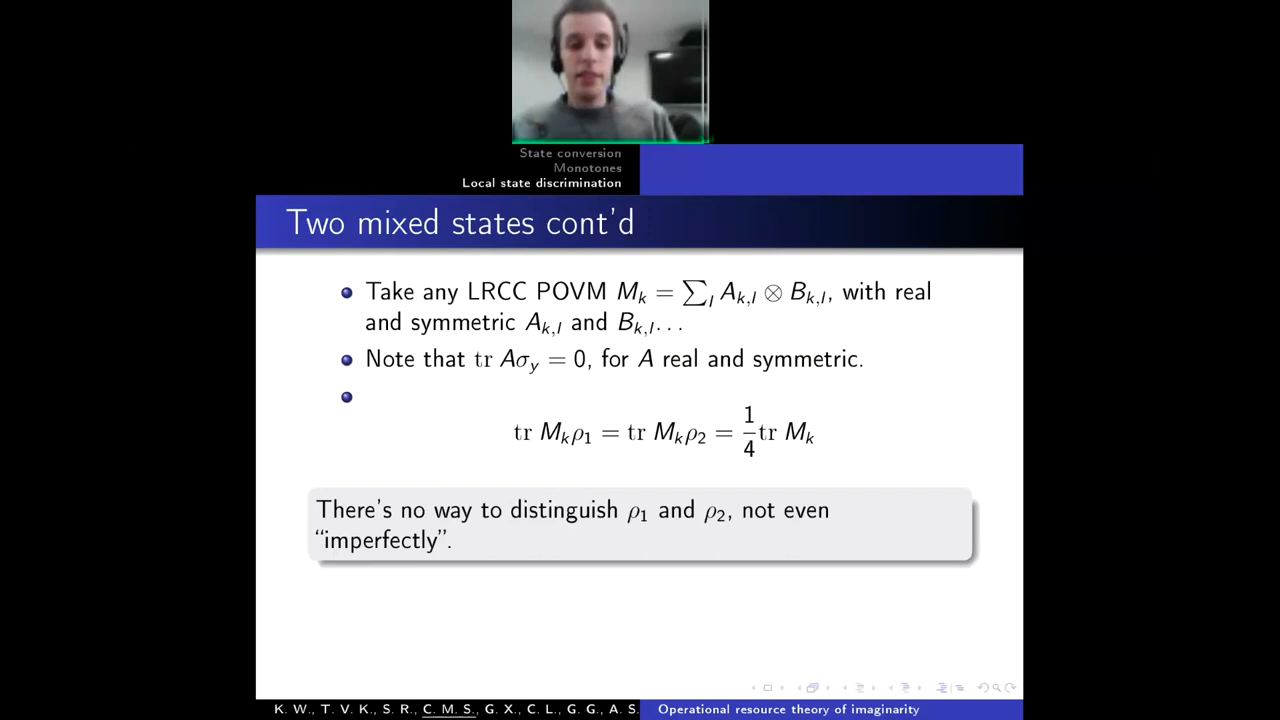 State conversion
Monotones
Local state discrimination
Two mixed states cont'd
Take any LRCC POVM M_k = ∑_l A_{k,l} ⊗ B_{k,l}, with real
and symmetric A_{k,l} and B_{k,l}...
Note that tr Aσ_y = 0, for A real and symmetric.
tr M_kρ_1 = tr M_kρ_2 = 1/4 tr M_k
There's no way to distinguish ρ_1 and ρ_2, not even
“imperfectly”.
K. W., T. V. K., S. R., C. M. S., G. X., C. L., G. G., A. S. Operational resource theory of imaginarity